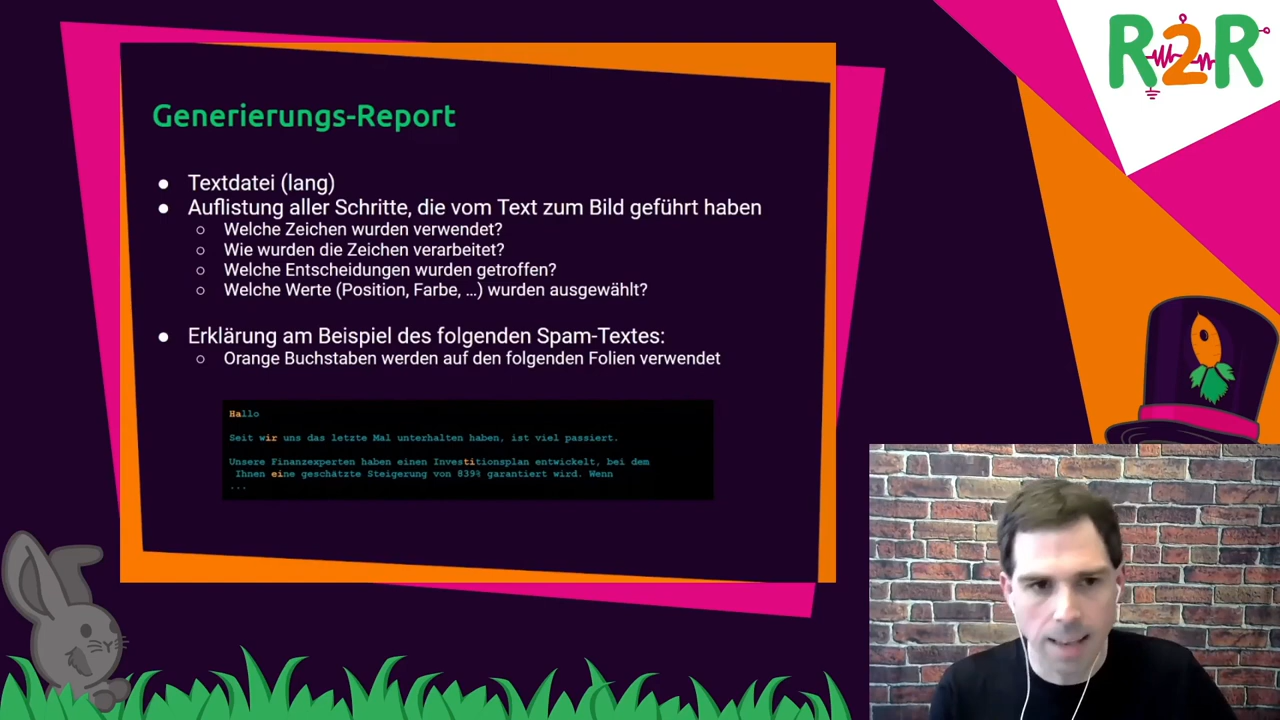 R2R
Generierungs-Report
● Textdatei (lang)
● Auflistung aller Schritte, die vom Text zum Bild geführt haben
○ Welche Zeichen wurden verwendet?
○ Wie wurden die Zeichen verarbeitet?
○ Welche Entscheidungen wurden getroffen?
○ Welche Werte (Position, Farbe, …) wurden ausgewählt?
● Erklärung am Beispiel des folgenden Spam-Textes:
○ Orange Buchstaben werden auf den folgenden Folien verwendet
Hallo
Seit wir uns das letzte Mal unterhalten haben, ist viel passiert.
Unsere Finanzexperten haben einen Investitionsplan entwickelt, bei dem
Ihnen eine geschätzte Steigerung von 839% garantiert wird. Wenn
...